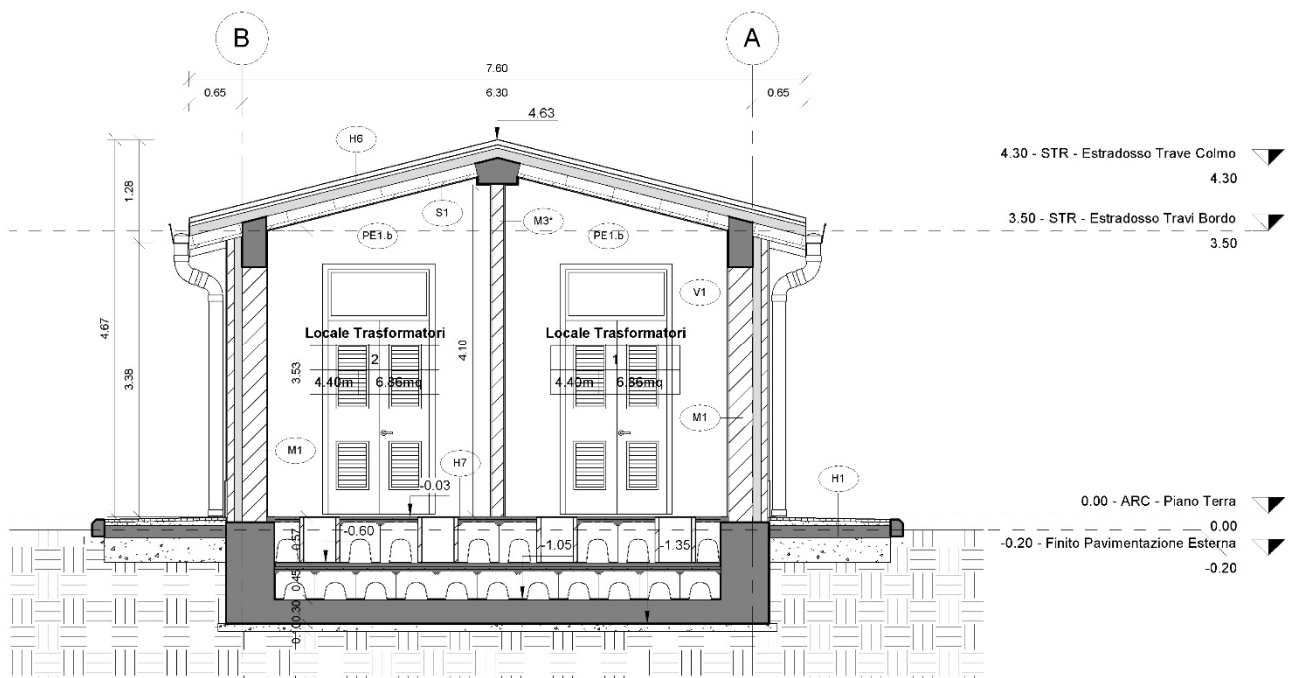 B
A
7.60
0.65
6.30
0.65
4.63
H6
4.30 - STR - Estradosso Trave Colmo
4.30
1.28
S1
M3*
3.50 - STR - Estradosso Travi Bordo
PE1.b
PE1.b
3.50
V1
4.67
Locale Trasformatori
Locale Trasformatori
4.10
2
1
3.53
3.38
4.40m
6.86mq
4.40m
6.86mq
M1
M1
H7
H1
-0.03
0.00 - ARC - Piano Terra
0.00
-0.60
0.57
-1.05
-1.35
-0.20 - Finito Pavimentazione Esterna
-0.20
0.45
0.30